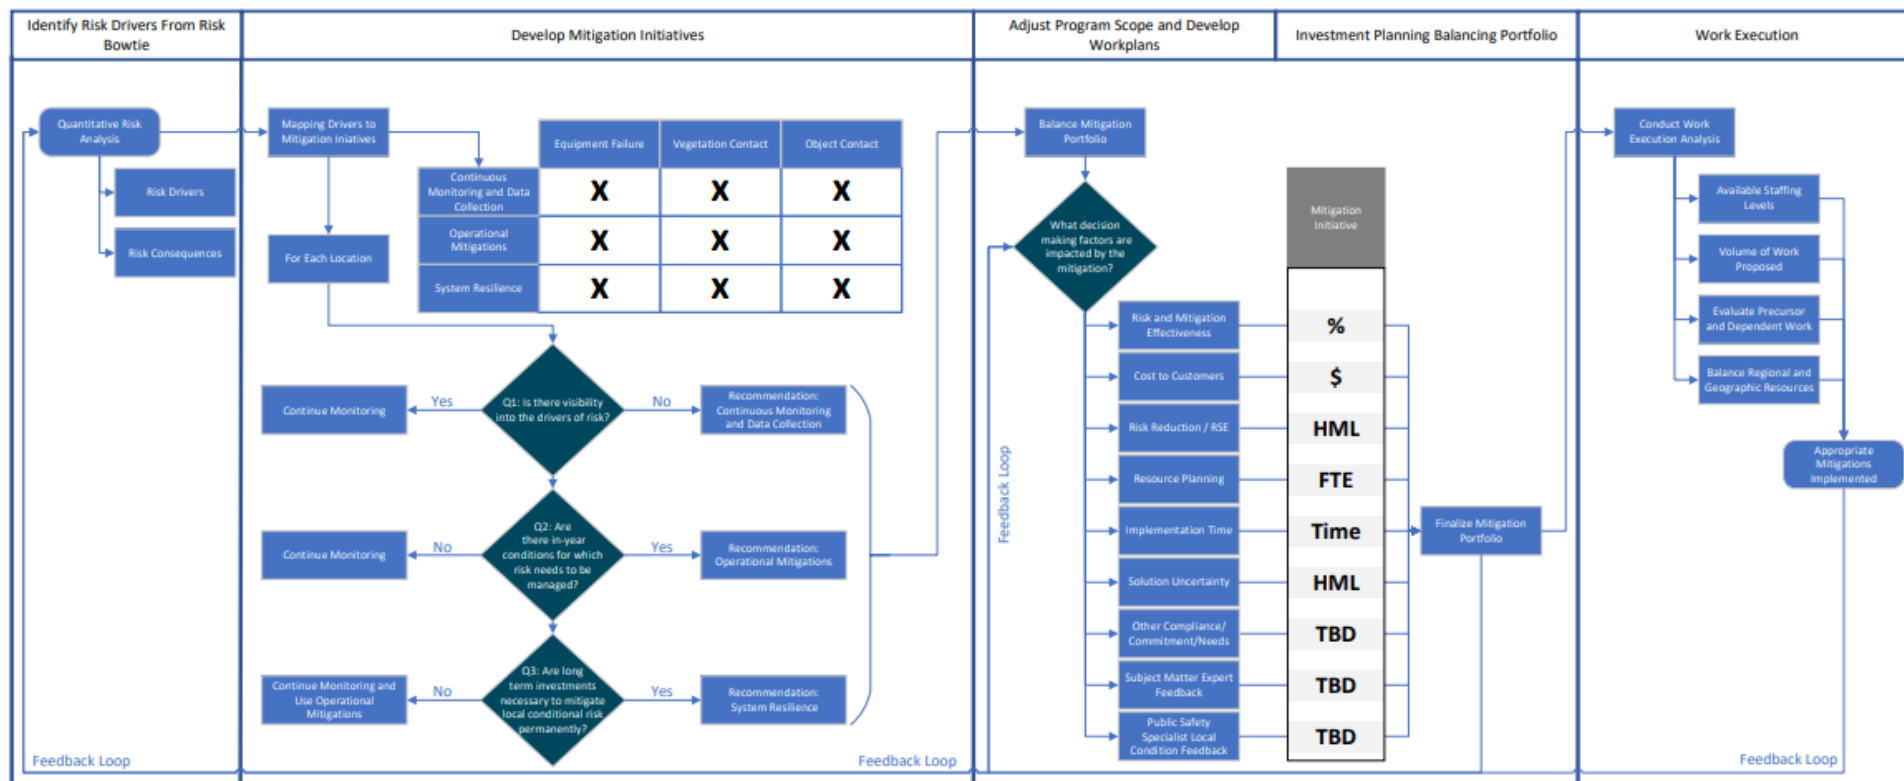 Identify Risk Drivers From Risk
Bowtie
Develop Mitigation Initiatives
Adjust Program Scope and Develop
Workplans
Investment Planning Balancing Portfolio
Work Execution
Quantitative Risk
Analysis
Risk Drivers
Risk Consequences
Mapping Drivers to
Mitigation Iniatives
For Each Location
Equipment Failure
Vegetation Contact
Object Contact
Continuous
Monitoring and Data
Collection
X
X
X
Operational
Mitigations
X
X
X
System Resilience
X
X
X
Continue Monitoring
Yes
Q1: Is there visibility
into the drivers of risk?
No
Recommendation:
Continuous Monitoring
and Data Collection
Continue Monitoring
No
Q2: Are
there in-year
conditions for which
risk needs to be
managed?
Yes
Recommendation:
Operational Mitigations
Continue Monitoring and
Use Operational
Mitigations
No
Q3: Are long
term investments
necessary to mitigate
local conditional risk
permanently?
Yes
Recommendation:
System Resilience
Balance Mitigation
Portfolio
What decision
making factors are
impacted by the
mitigation?
Mitigation
Initiative
Risk and Mitigation
Effectiveness
%
Cost to Customers
$
Risk Reduction / RSE
HML
Resource Planning
FTE
Implementation Time
Time
Solution Uncertainty
HML
Other Compliance/
Commitment/Needs
TBD
Subject Matter Expert
Feedback
TBD
Public Safety
Specialist Local
Condition Feedback
TBD
Feedback Loop
Finalize Mitigation
Portfolio
Conduct Work
Execution Analysis
Available Staffing
Levels
Volume of Work
Proposed
Evaluate Precursor
and Dependent Work
Balance Regional and
Geographic Resources
Appropriate
Mitigations
Implemented
Feedback Loop
Feedback Loop
Feedback Loop